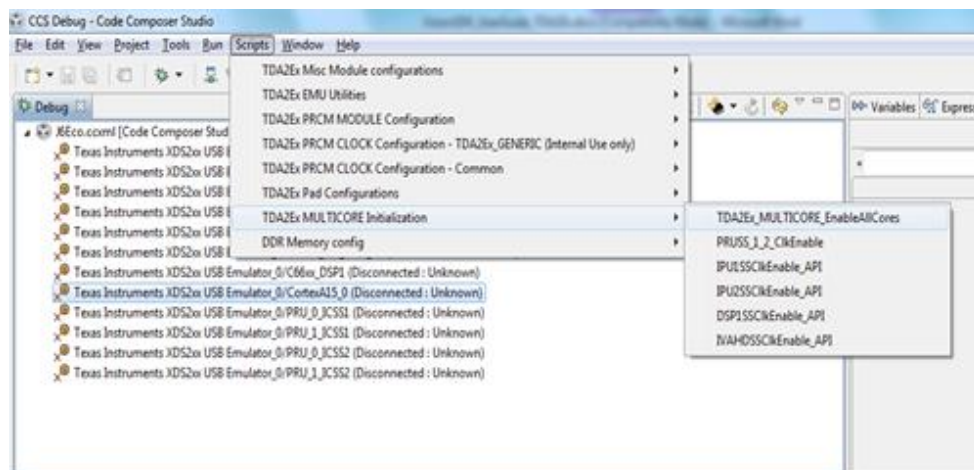 CCS Debug - Code Composer Studio
File Edit View Project Tools Run Scripts Window Help
TDA2Ex Misc Module configurations
TDA2Ex EMU Utilities
TDA2Ex PRCM MODULE Configuration
TDA2Ex PRCM CLOCK Configuration - TDA2Ex_GENERIC (Internal Use only)
TDA2Ex PRCM CLOCK Configuration - Common
TDA2Ex Pad Configurations
TDA2Ex MULTICORE Initialization
DDR Memory config
TDA2Ex_MULTICORE_EnableAllCores
PRUSS_1_2_ClkEnable
IPU1SSClkEnable_API
IPU2SSClkEnable_API
DSP1SSClkEnable_API
IVAHDSSClkEnable_API
Debug
Variables Expres
J6Eco.ccxml [Code Composer Stud
Texas Instruments XDS2xx USB E
Texas Instruments XDS2xx USB E
Texas Instruments XDS2xx USB E
Texas Instruments XDS2xx USB E
Texas Instruments XDS2xx USB E
Texas Instruments XDS2xx USB E
Texas Instruments XDS2xx USB Emulator_0/C66xx_DSP1 (Disconnected : Unknown)
Texas Instruments XDS2xx USB Emulator_0/CortexA15_0 (Disconnected : Unknown)
Texas Instruments XDS2xx USB Emulator_0/PRU_0_ICSS1 (Disconnected : Unknown)
Texas Instruments XDS2xx USB Emulator_0/PRU_1_ICSS1 (Disconnected : Unknown)
Texas Instruments XDS2xx USB Emulator_0/PRU_0_ICSS2 (Disconnected : Unknown)
Texas Instruments XDS2xx USB Emulator_0/PRU_1_ICSS2 (Disconnected : Unknown)